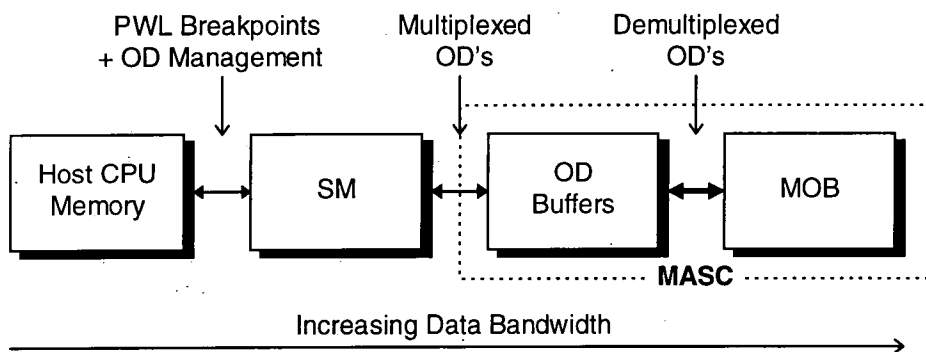 PWL Breakpoints
+ OD Management
Multiplexed
OD's
Demultiplexed
OD's
Host CPU
Memory
SM
OD
Buffers
MOB
MASC
Increasing Data Bandwidth